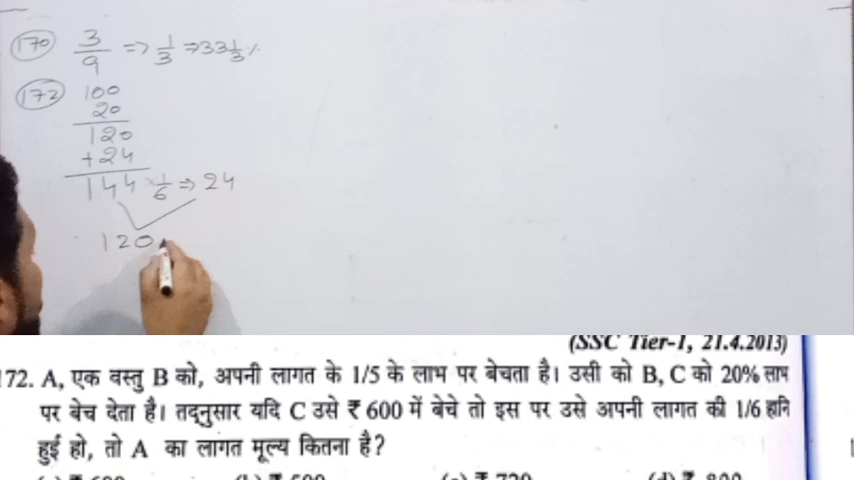 170 3/9 => 1/3 => 33 1/3 %
172 100
20
120
+24
144 × 1/6 => 24
120
(SSC Tier-1, 21.4.2013)
172. A, एक वस्तु B को, अपनी लागत के 1/5 के लाभ पर बेचता है। उसी को B, C को 20% लाभ
पर बेच देता है। तद्नुसार यदि C उसे ₹ 600 में बेचे तो इस पर उसे अपनी लागत की 1/6 हानि
हुई हो, तो A का लागत मूल्य कितना है?